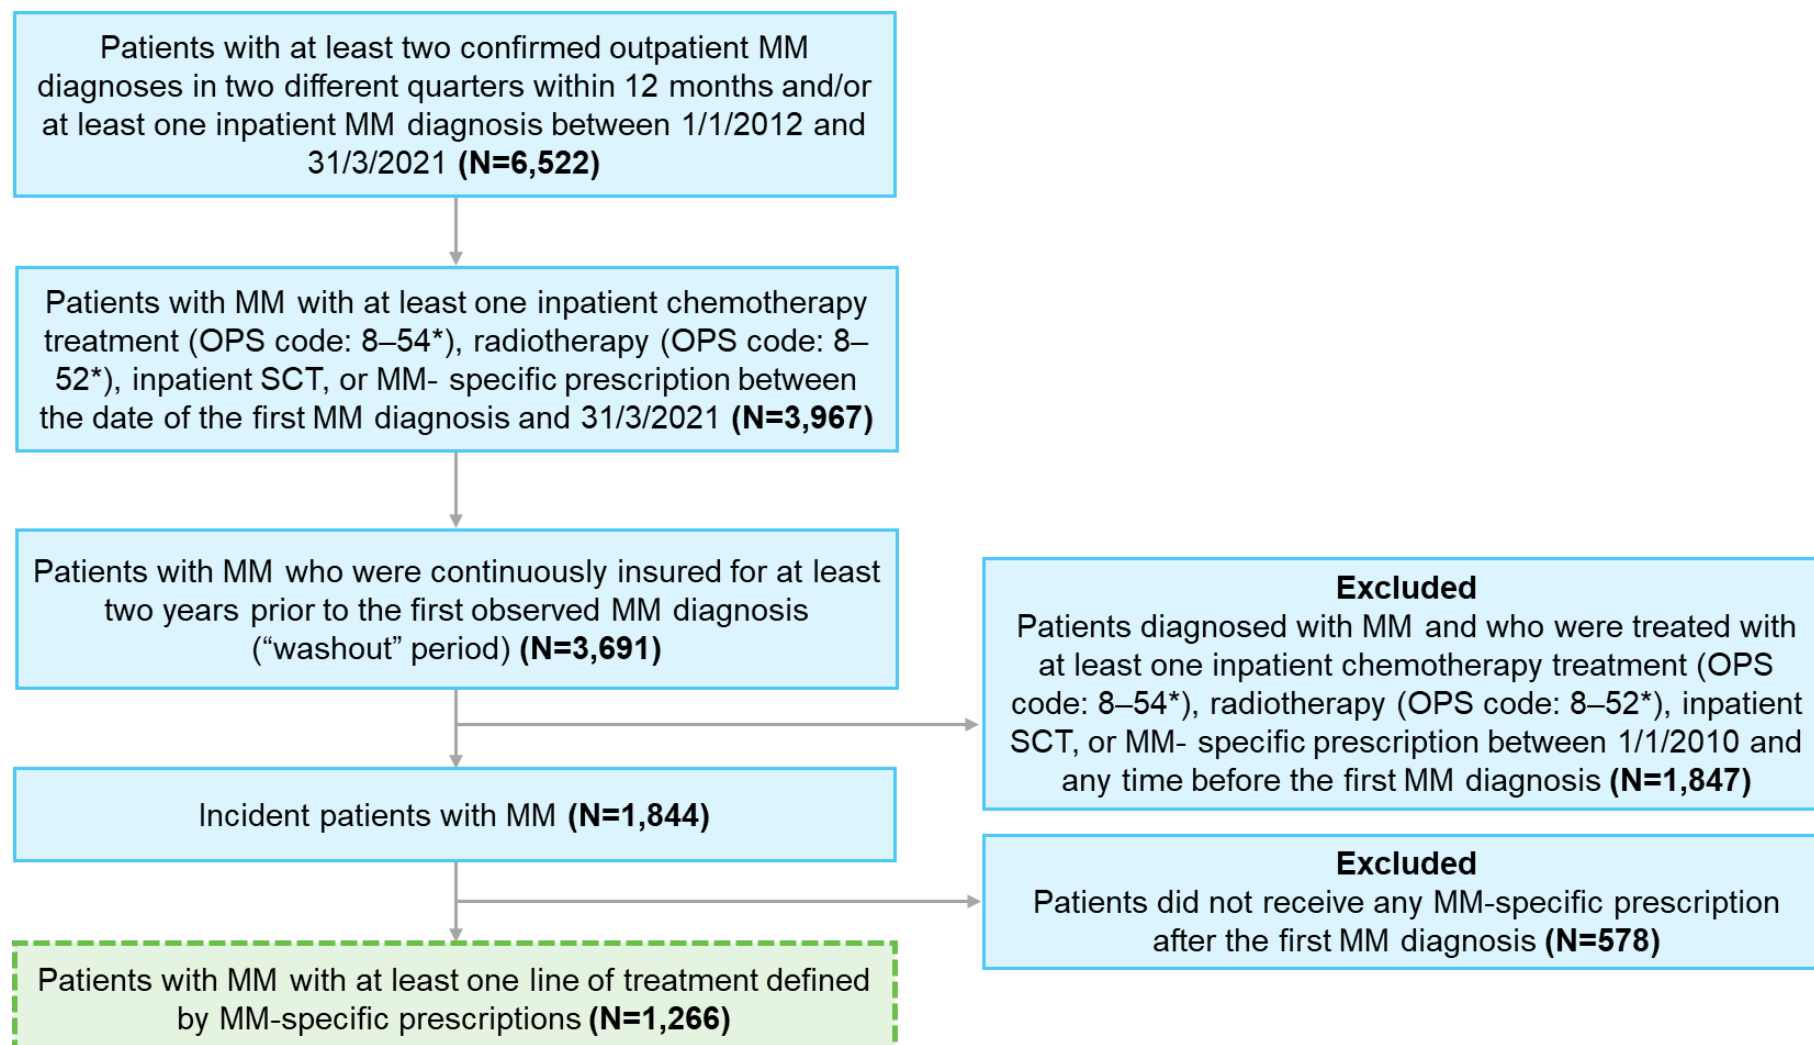 Patients with at least two confirmed outpatient MM
diagnoses in two different quarters within 12 months and/or
at least one inpatient MM diagnosis between 1/1/2012 and
31/3/2021 (N=6,522)
Patients with MM with at least one inpatient chemotherapy
treatment (OPS code: 8–54*), radiotherapy (OPS code: 8–
52*), inpatient SCT, or MM- specific prescription between
the date of the first MM diagnosis and 31/3/2021 (N=3,967)
Patients with MM who were continuously insured for at least
two years prior to the first observed MM diagnosis
(“washout” period) (N=3,691)
Excluded
Patients diagnosed with MM and who were treated with
at least one inpatient chemotherapy treatment (OPS
code: 8–54*), radiotherapy (OPS code: 8–52*), inpatient
SCT, or MM- specific prescription between 1/1/2010 and
any time before the first MM diagnosis (N=1,847)
Incident patients with MM (N=1,844)
Excluded
Patients did not receive any MM-specific prescription
after the first MM diagnosis (N=578)
Patients with MM with at least one line of treatment defined
by MM-specific prescriptions (N=1,266)